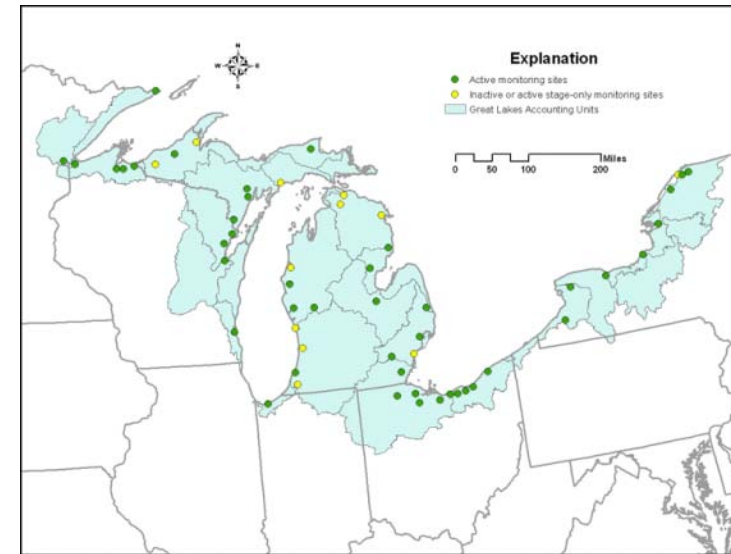 N
W E
S
Explanation
Active monitoring sites
Inactive or active stage-only monitoring sites
Great Lakes Accounting Units
Miles
0 25 50 100 200